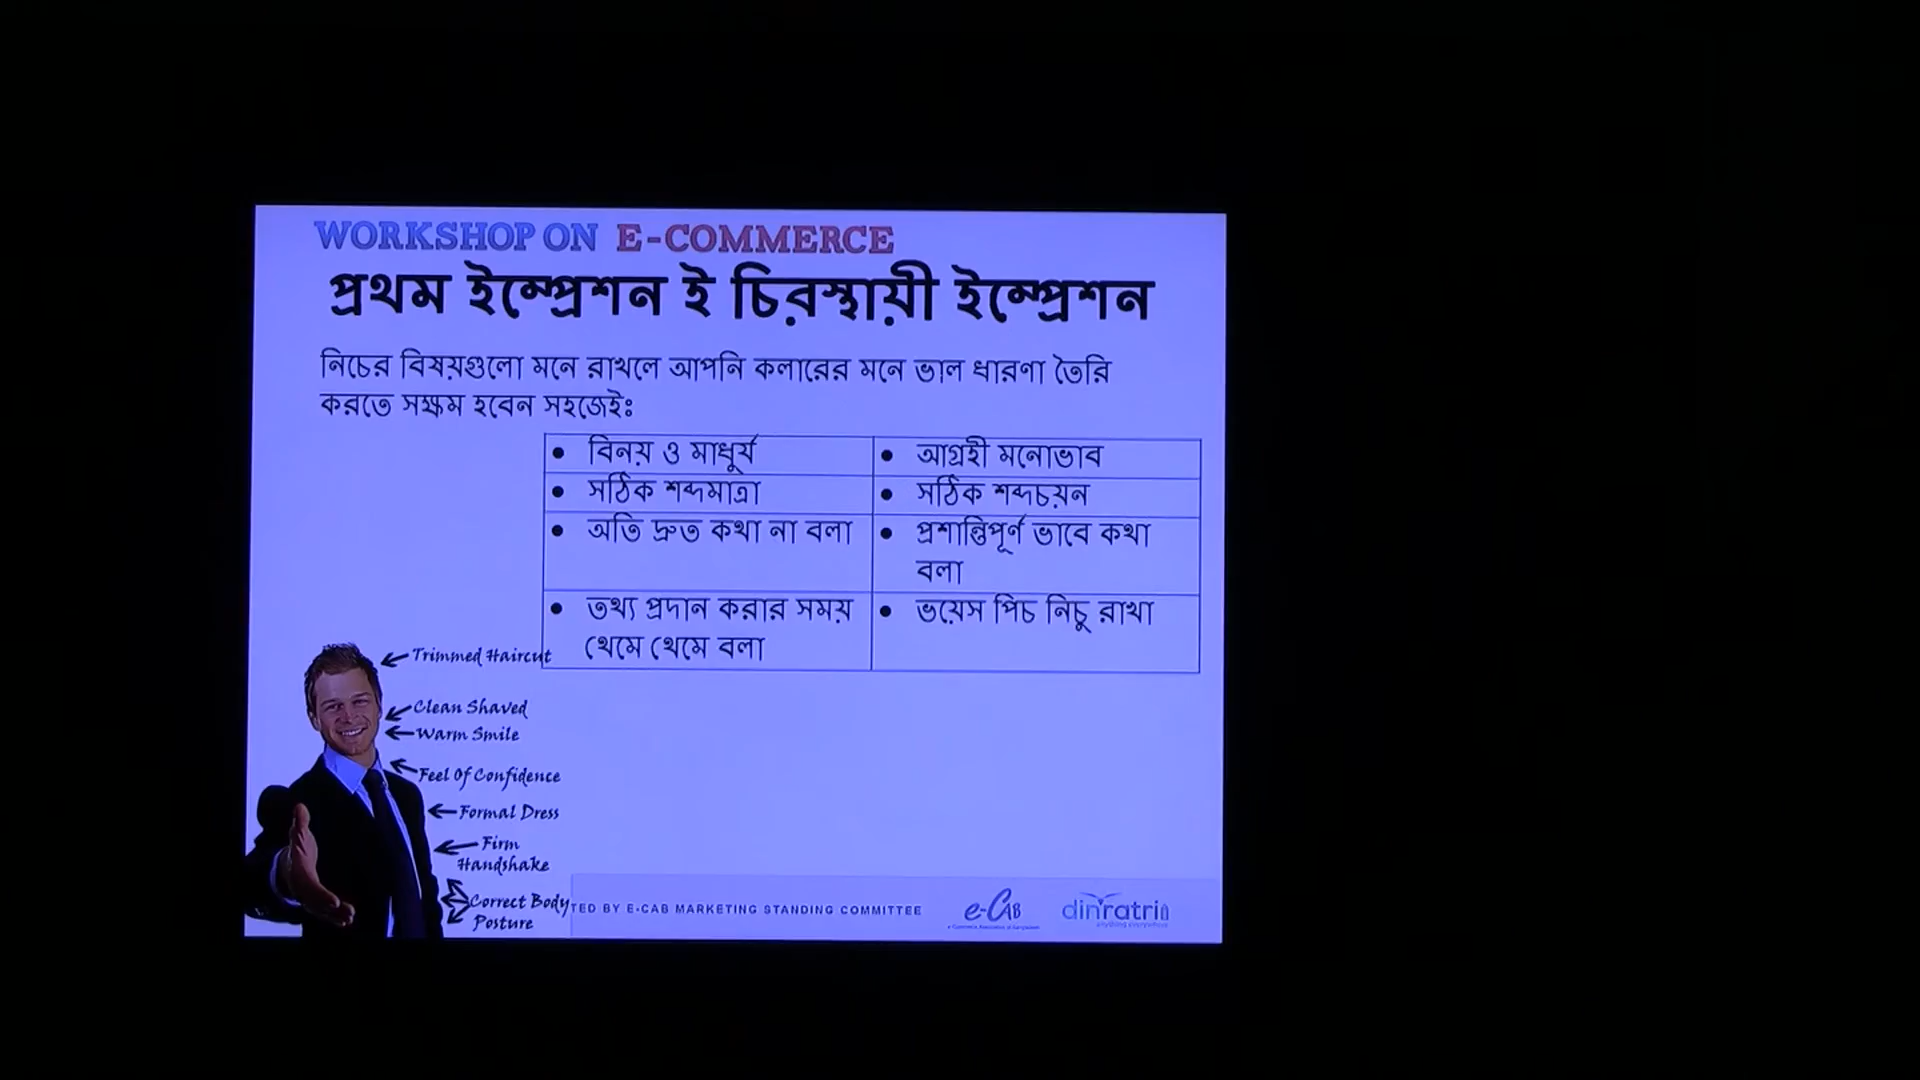 WORKSHOP ON E-COMMERCE
প্রথম ইম্প্রেশন ই চিরস্থায়ী ইম্প্রেশন
নিচের বিষয়গুলো মনে রাখলে আপনি কলারের মনে ভাল ধারণা তৈরি
করতে সক্ষম হবেন সহজেইঃ
• বিনয় ও মাধুর্য • আগ্রহী মনোভাব
• সঠিক শব্দমাত্রা • সঠিক শব্দচয়ন
• অতি দ্রুত কথা না বলা • প্রশান্তিপূর্ণ ভাবে কথা
বলা
• তথ্য প্রদান করার সময় • ভয়েস পিচ নিচু রাখা
থেমে থেমে বলা
Trimmed Haircut
Clean Shaved
Warm Smile
Feel Of Confidence
Formal Dress
Firm
Handshake
Correct Body
Posture
TED BY E-CAB MARKETING STANDING COMMITTEE
e-CAB
dinratri
anything everywhere